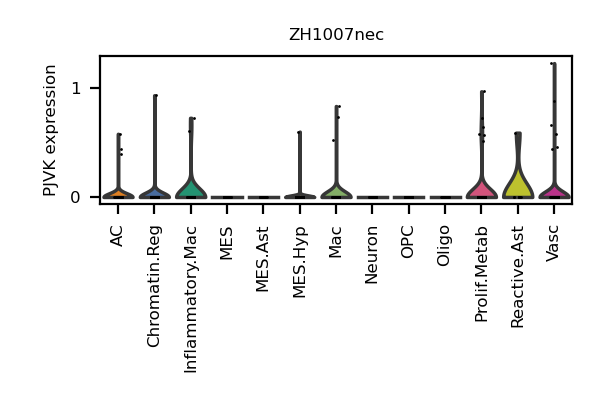 ZH1007nec
PJVK expression
1
0
AC
Chromatin.Reg
Inflammatory.Mac
MES
MES.Ast
MES.Hyp
Mac
Neuron
OPC
Oligo
Prolif.Metab
Reactive.Ast
Vasc